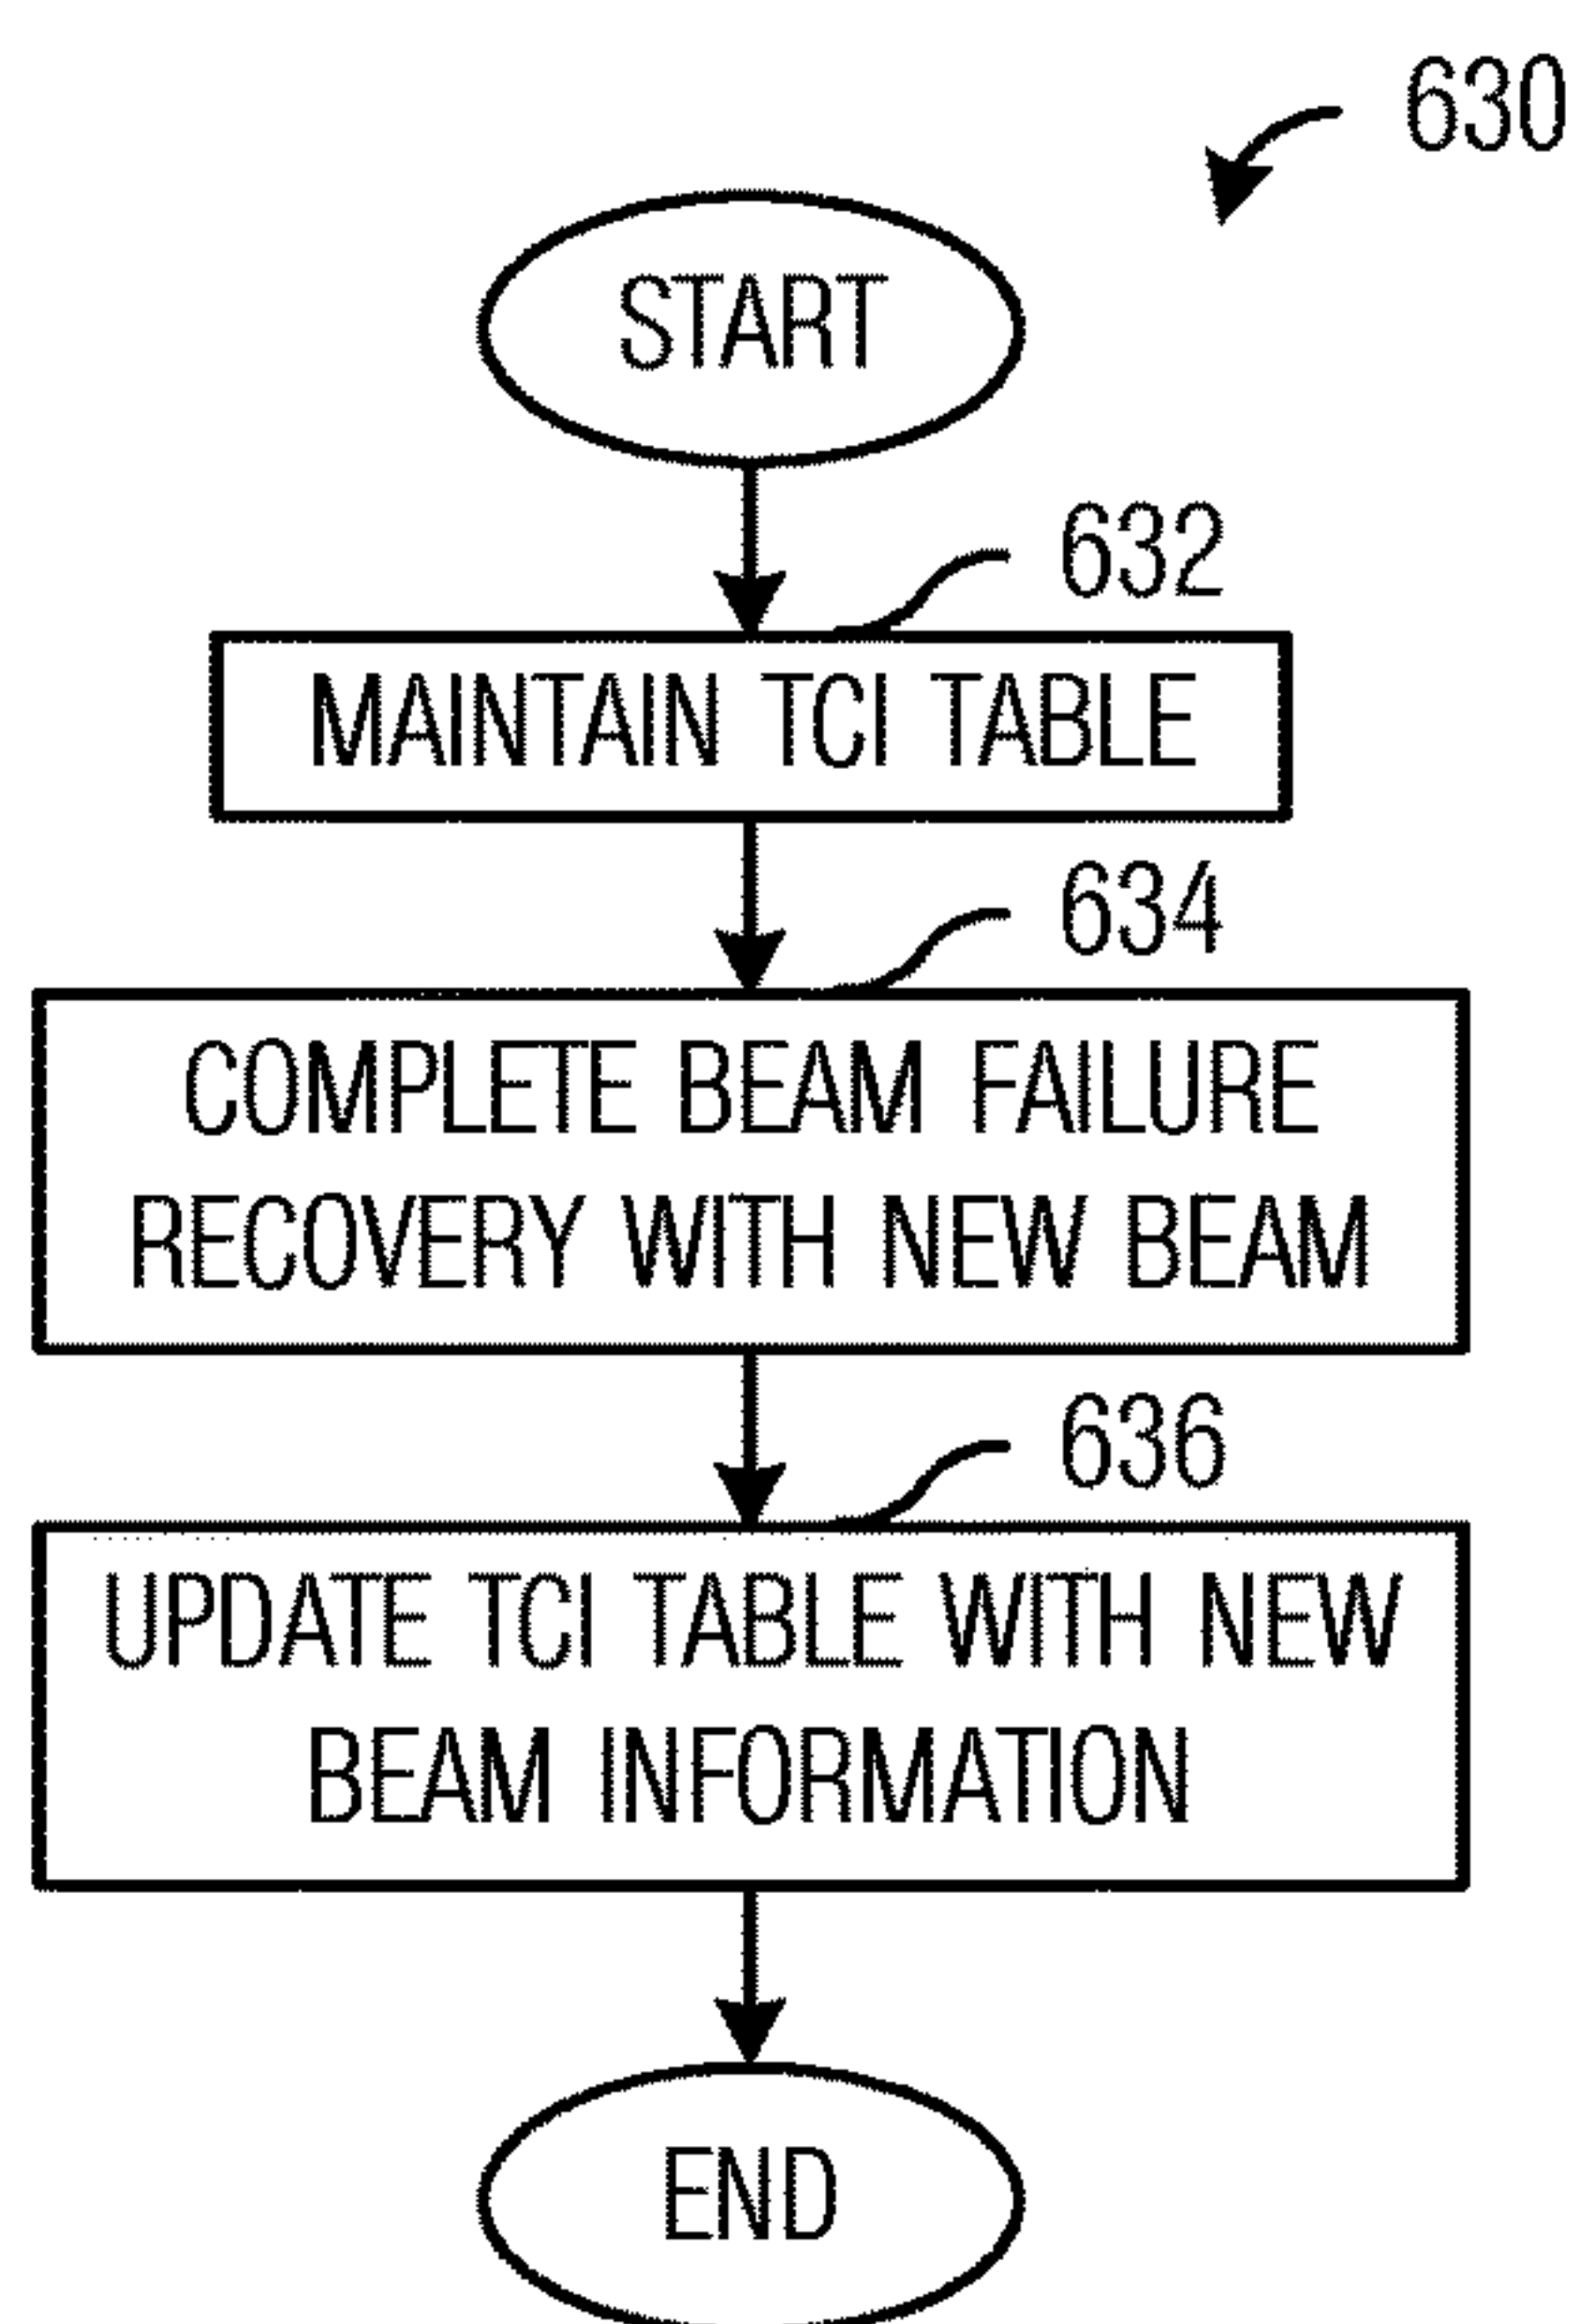 630
START
632
MAINTAIN TCI TABLE
634
COMPLETE BEAM FAILURE
RECOVERY WITH NEW BEAM
636
UPDATE TCI TABLE WITH NEW
BEAM INFORMATION
END